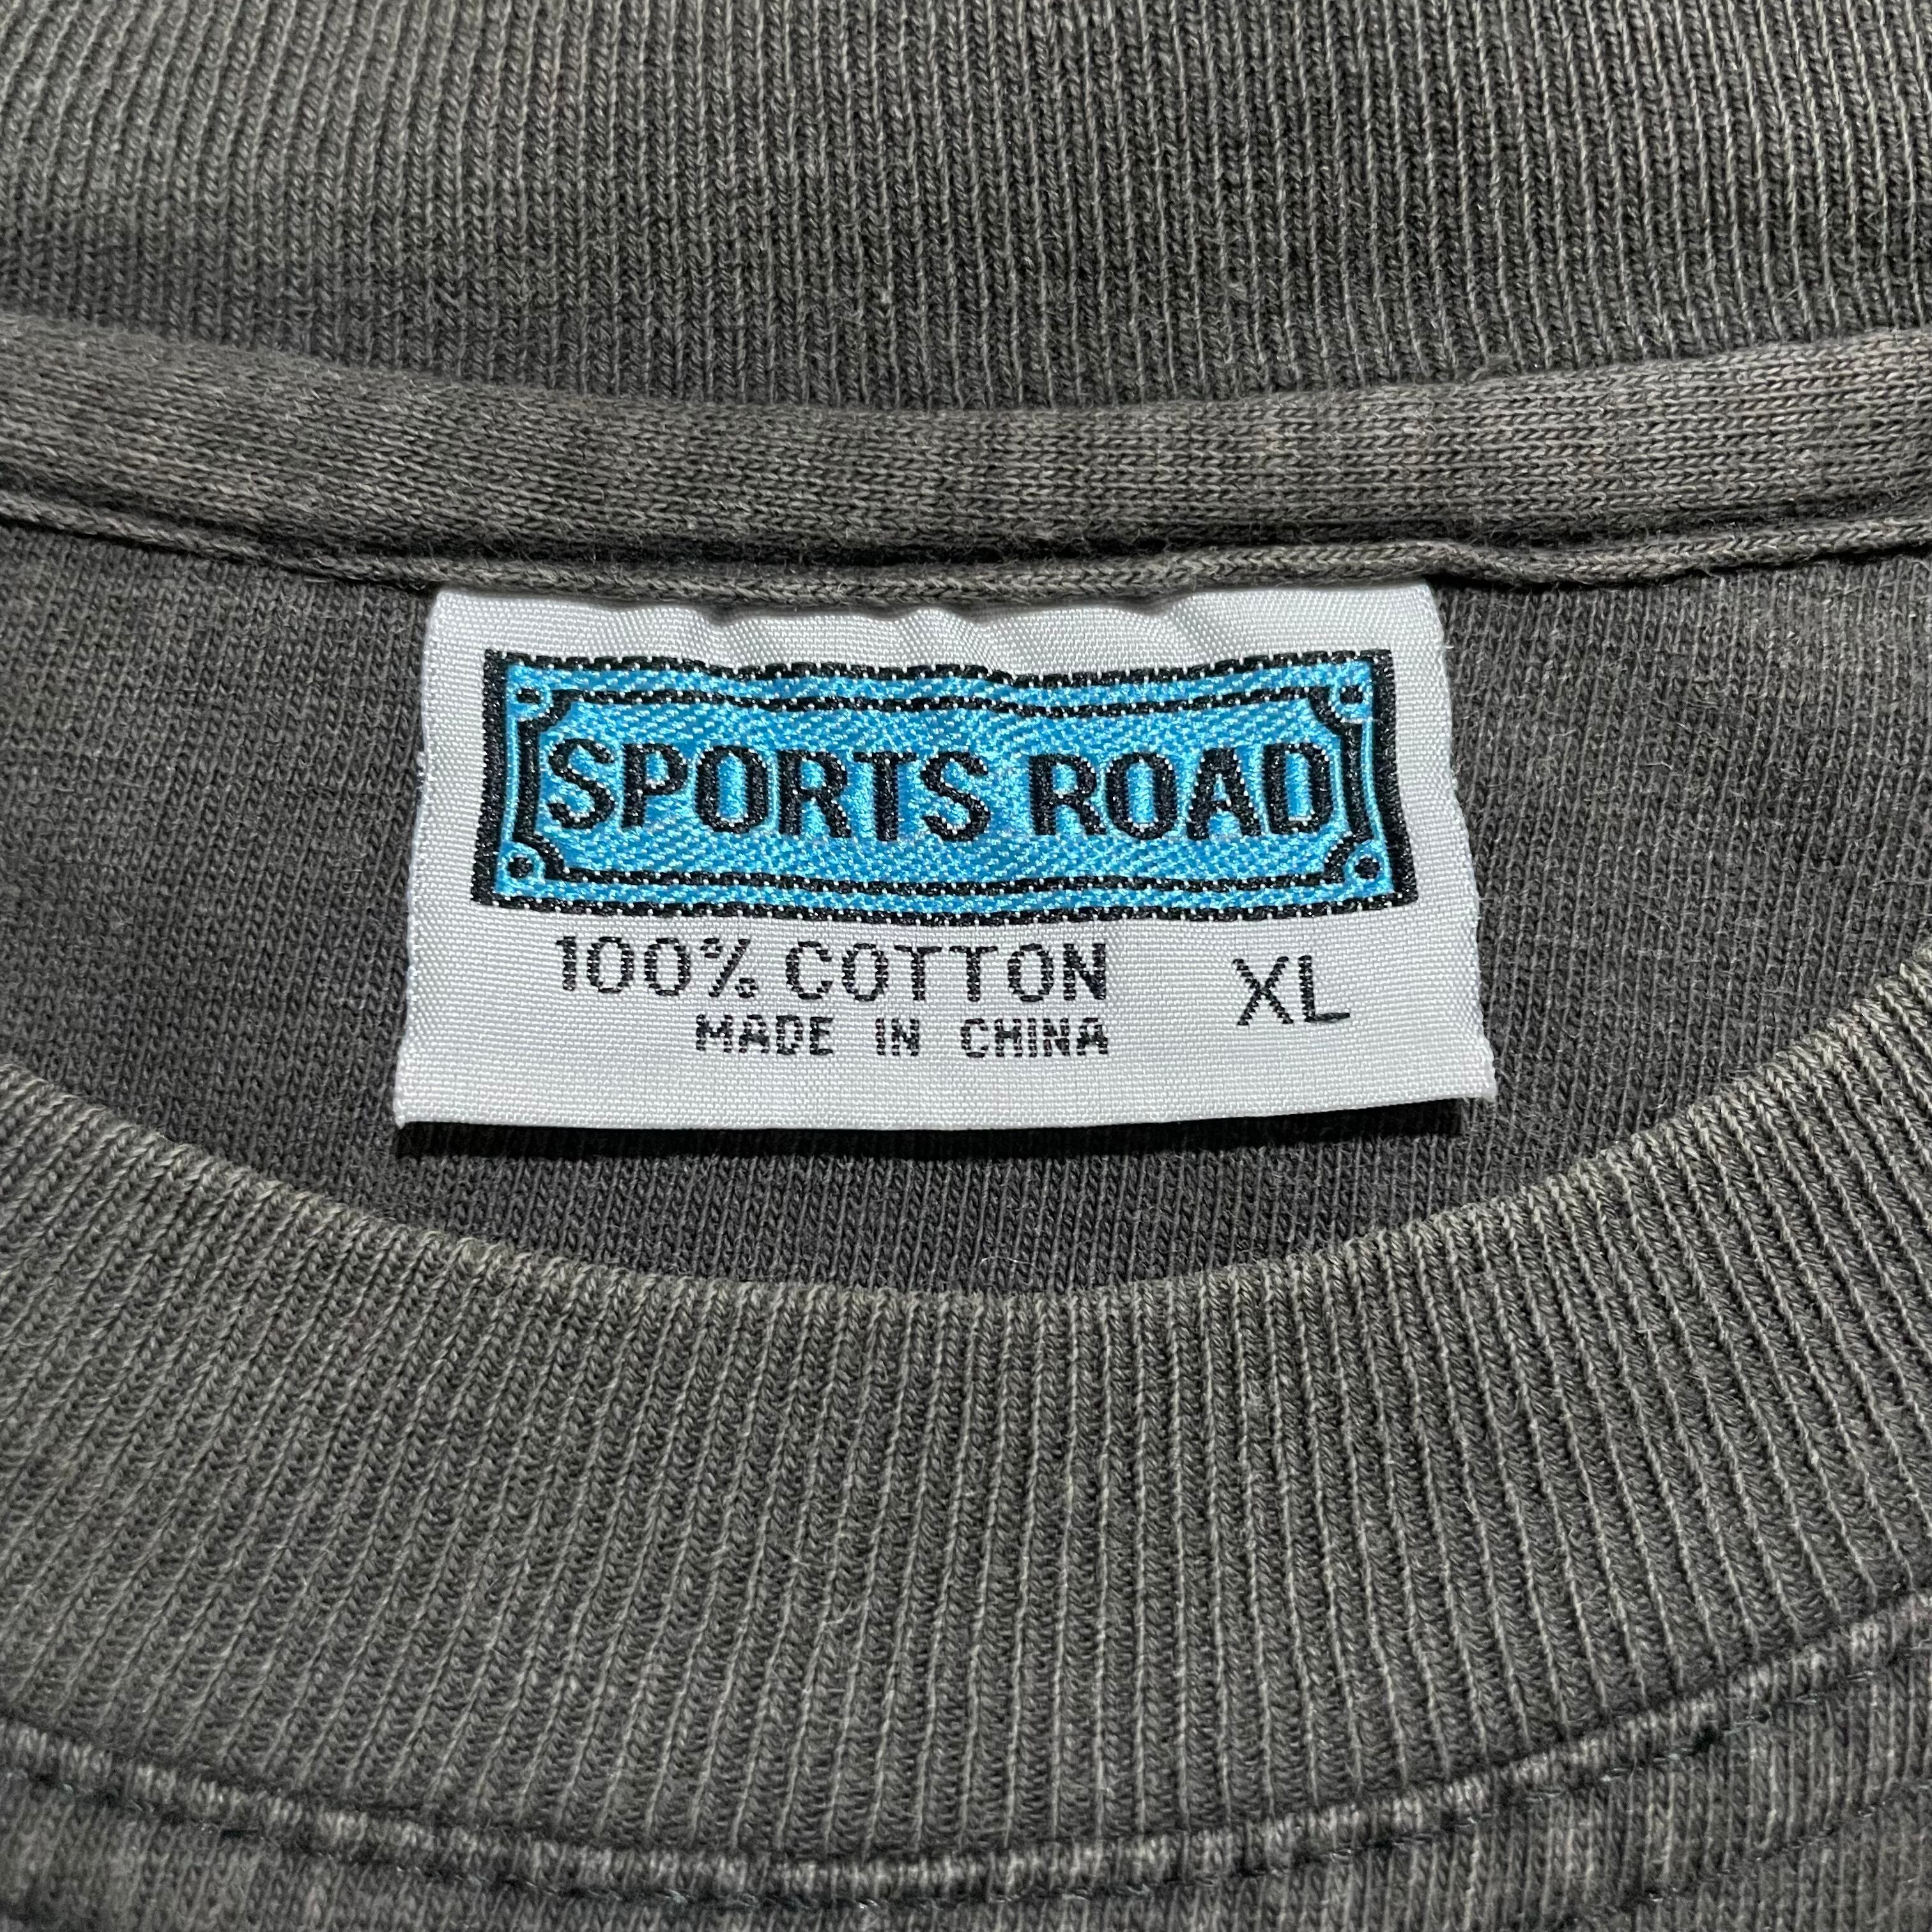 SPORTS ROAD
100% COTTON XL
MADE IN CHINA